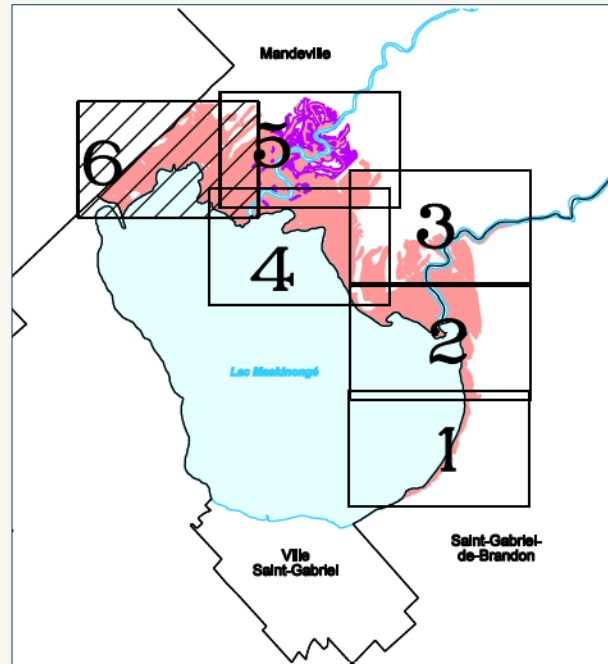 Mandeville
5
6
3
4
2
Lac Maskinongé
1
Saint-Gabriel-
de-Brandon
Ville
Saint-Gabriel